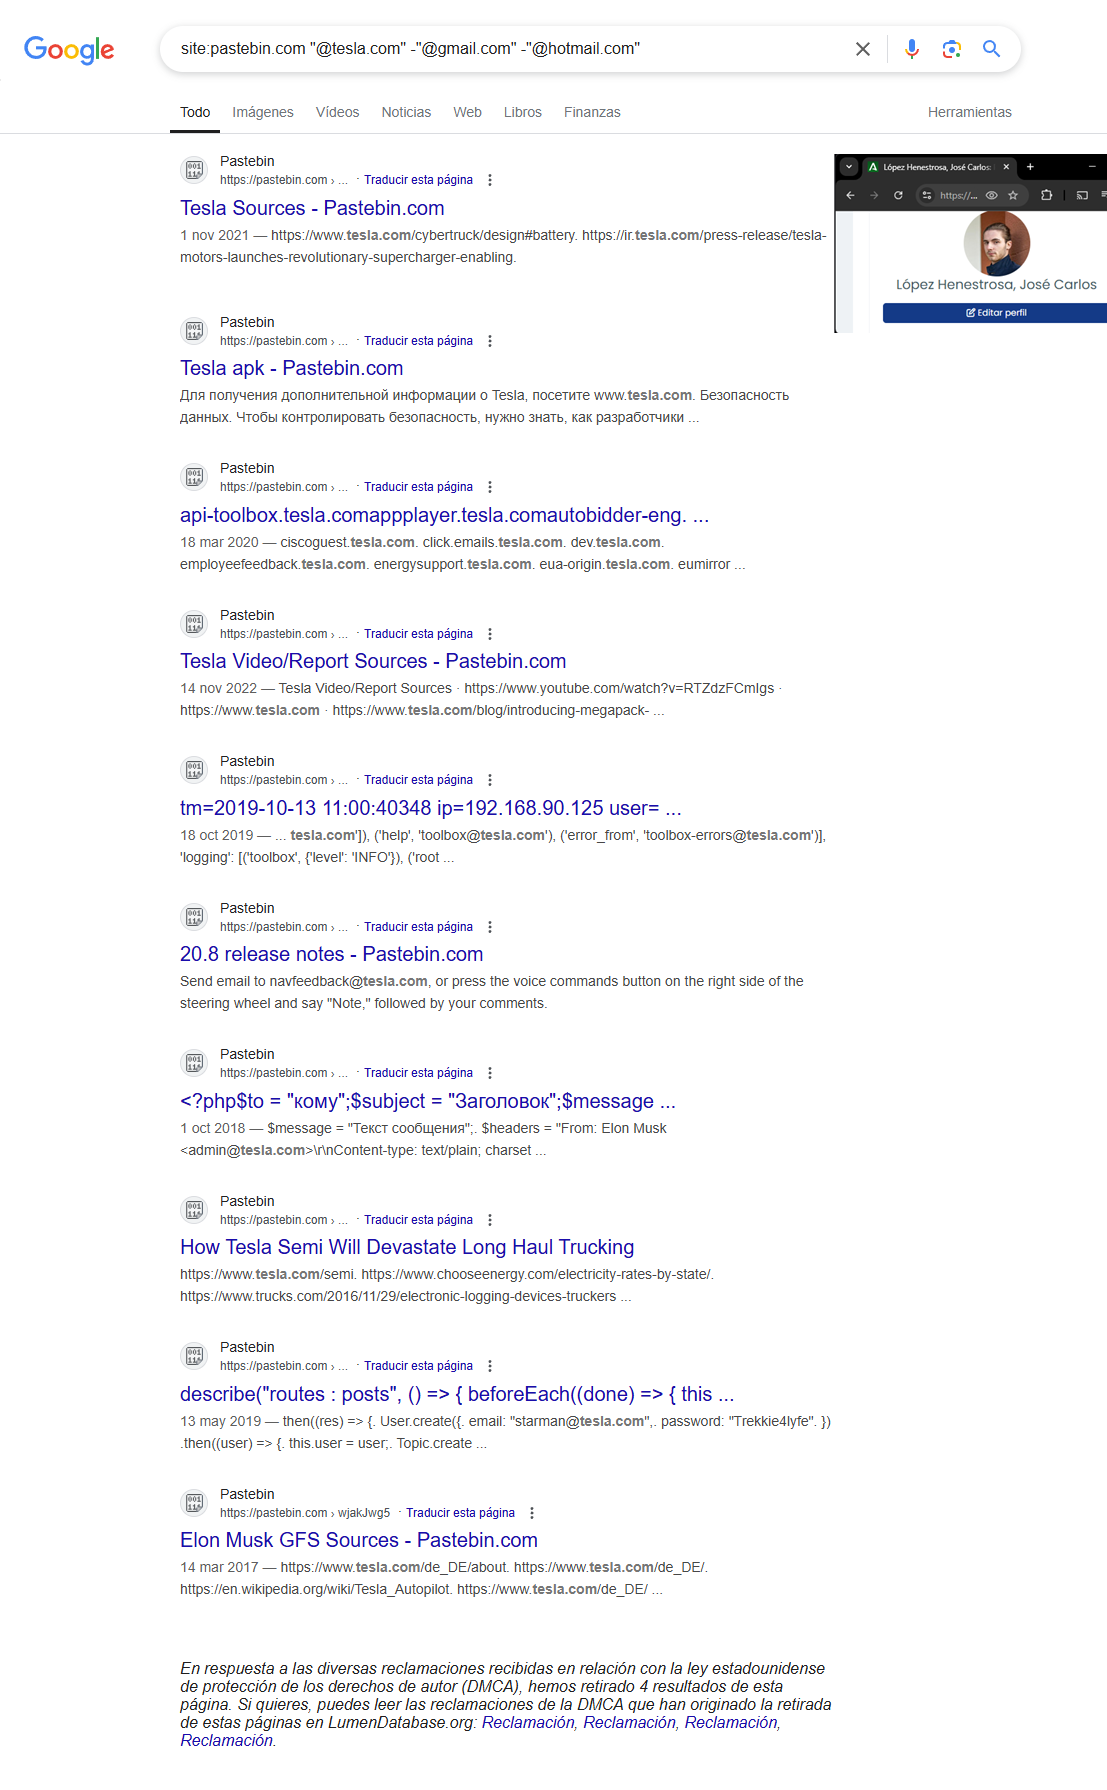 Google
site:pastebin.com "@tesla.com" -"@gmail.com" -"@hotmail.com"
Todo Imágenes Vídeos Noticias Web Libros Finanzas Herramientas
Pastebin
https://pastebin.com › ... · Traducir esta página
Tesla Sources - Pastebin.com
1 nov 2021 — https://www.tesla.com/cybertruck/design#battery. https://ir.tesla.com/press-release/tesla-
motors-launches-revolutionary-supercharger-enabling.
López Henestrosa, José Carlos:
https://...
López Henestrosa, José Carlos
Editar perfil
Pastebin
https://pastebin.com › ... · Traducir esta página
Tesla apk - Pastebin.com
Для получения дополнительной информации о Tesla, посетите www.tesla.com. Безопасность
данных. Чтобы контролировать безопасность, нужно знать, как разработчики ...
Pastebin
https://pastebin.com › ... · Traducir esta página
api-toolbox.tesla.comappplayer.tesla.comautobidder-eng. ...
18 mar 2020 — ciscoguest.tesla.com. click.emails.tesla.com. dev.tesla.com.
employeefeedback.tesla.com. energysupport.tesla.com. eua-origin.tesla.com. eumirror ...
Pastebin
https://pastebin.com › ... · Traducir esta página
Tesla Video/Report Sources - Pastebin.com
14 nov 2022 — Tesla Video/Report Sources · https://www.youtube.com/watch?v=RTZdzFCmIgs ·
https://www.tesla.com · https://www.tesla.com/blog/introducing-megapack- ...
Pastebin
https://pastebin.com › ... · Traducir esta página
tm=2019-10-13 11:00:40348 ip=192.168.90.125 user= ...
18 oct 2019 — ... tesla.com']), ('help', 'toolbox@tesla.com'), ('error_from', 'toolbox-errors@tesla.com')],
'logging': [('toolbox', {'level': 'INFO'}), ('root ...
Pastebin
https://pastebin.com › ... · Traducir esta página
20.8 release notes - Pastebin.com
Send email to navfeedback@tesla.com, or press the voice commands button on the right side of the
steering wheel and say "Note," followed by your comments.
Pastebin
https://pastebin.com › ... · Traducir esta página
<?php$to = "кому";$subject = "Заголовок";$message ...
1 oct 2018 — $message = "Текст сообщения";. $headers = "From: Elon Musk
<admin@tesla.com>\r\nContent-type: text/plain; charset ...
Pastebin
https://pastebin.com › ... · Traducir esta página
How Tesla Semi Will Devastate Long Haul Trucking
https://www.tesla.com/semi. https://www.chooseenergy.com/electricity-rates-by-state/.
https://www.trucks.com/2016/11/29/electronic-logging-devices-truckers ...
Pastebin
https://pastebin.com › ... · Traducir esta página
describe("routes : posts", () => { beforeEach((done) => { this ...
13 may 2019 — then((res) => {. User.create({. email: "starman@tesla.com",. password: "Trekkie4lyfe". })
.then((user) => {. this.user = user;. Topic.create ...
Pastebin
https://pastebin.com › wjakJwg5 · Traducir esta página
Elon Musk GFS Sources - Pastebin.com
14 mar 2017 — https://www.tesla.com/de_DE/about. https://www.tesla.com/de_DE/.
https://en.wikipedia.org/wiki/Tesla_Autopilot. https://www.tesla.com/de_DE/ ...
En respuesta a las diversas reclamaciones recibidas en relación con la ley estadounidense
de protección de los derechos de autor (DMCA), hemos retirado 4 resultados de esta
página. Si quieres, puedes leer las reclamaciones de la DMCA que han originado la retirada
de estas páginas en LumenDatabase.org: Reclamación, Reclamación, Reclamación,
Reclamación.